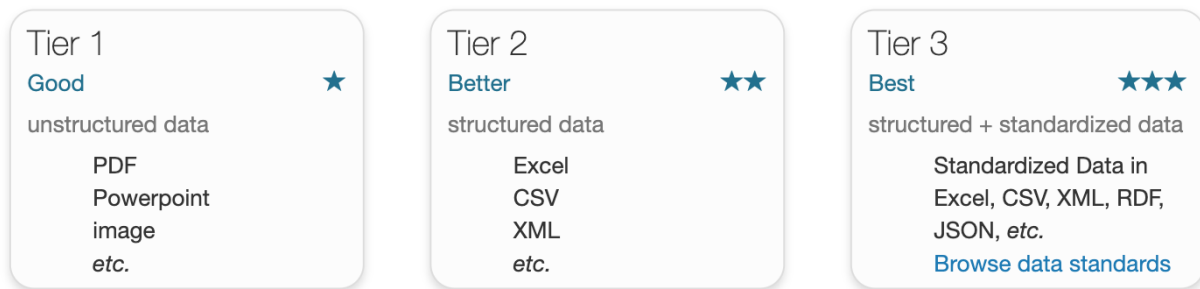 Tier 1
Good
unstructured data
PDF
Powerpoint
image
etc.
Tier 2
Better
structured data
Excel
CSV
XML
etc.
Tier 3
Best
structured + standardized data
Standardized Data in
Excel, CSV, XML, RDF,
JSON, etc.
Browse data standards